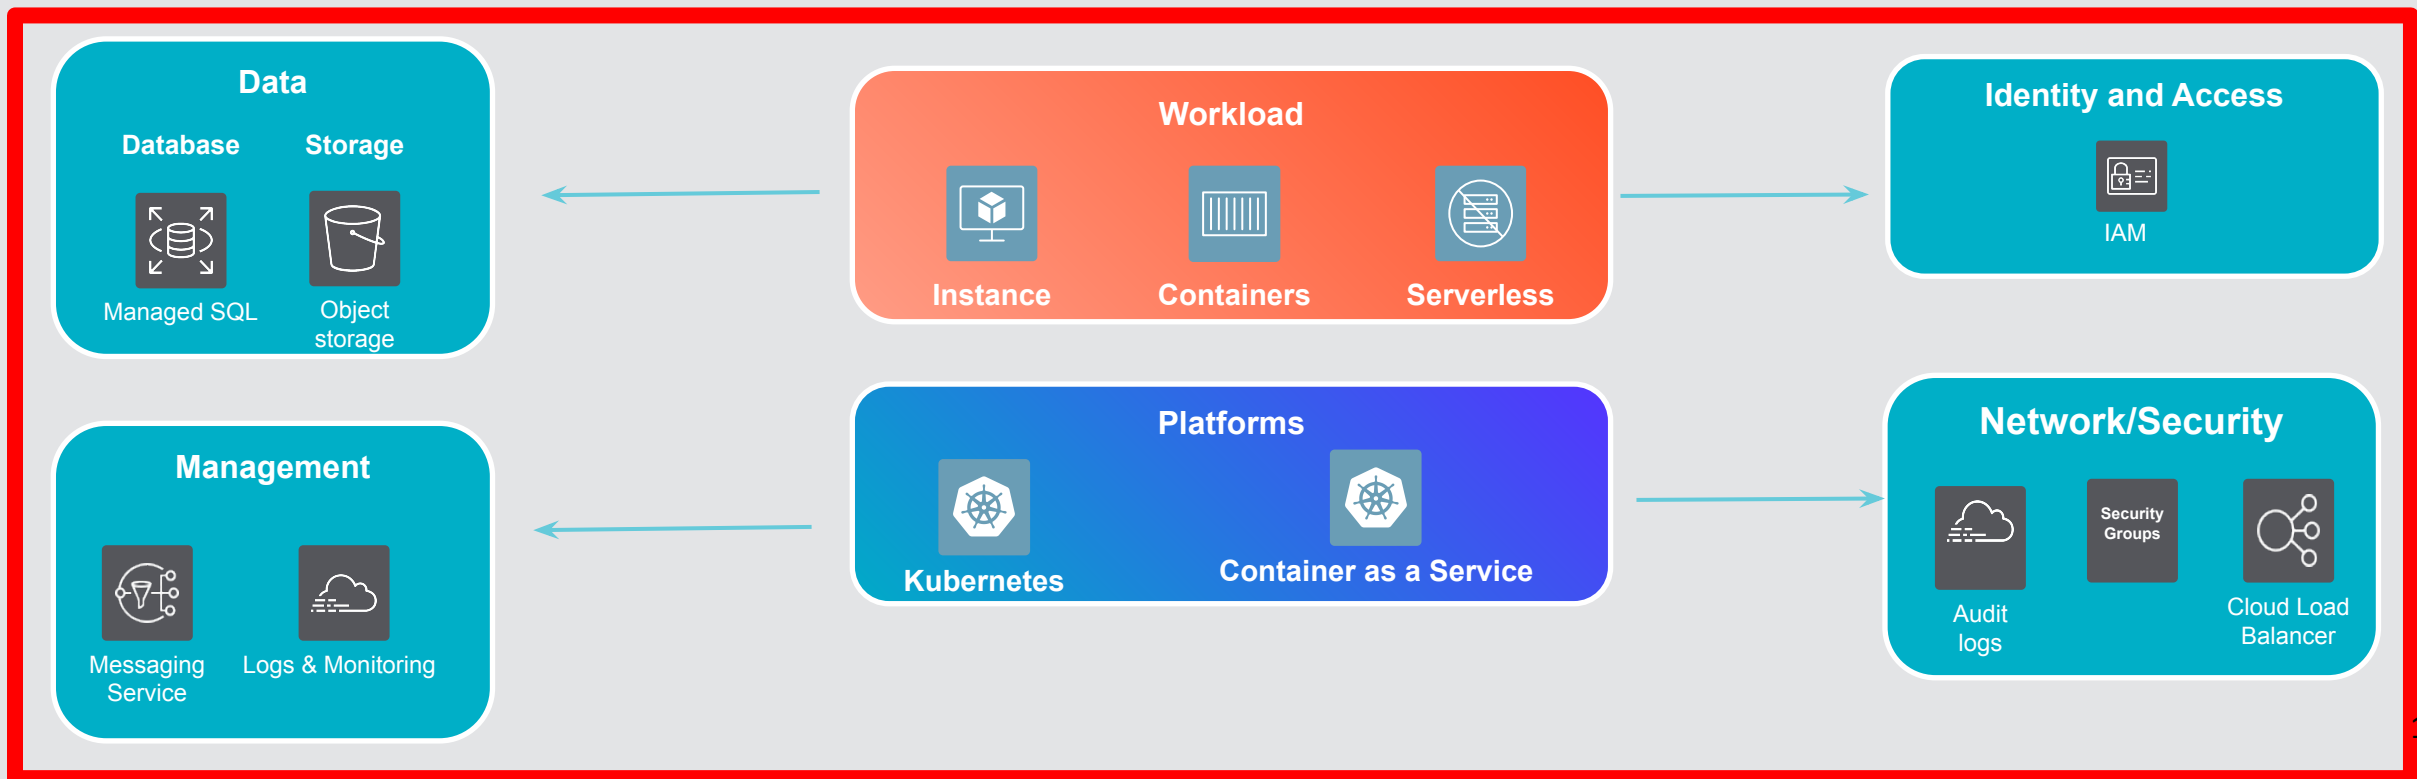 Data
Database
Storage
Managed SQL
Object
storage
Workload
Instance
Containers
Serverless
Identity and Access
IAM
Management
Messaging
Service
Logs & Monitoring
Platforms
Kubernetes
Container as a Service
Network/Security
Audit
logs
Security
Groups
Cloud Load
Balancer